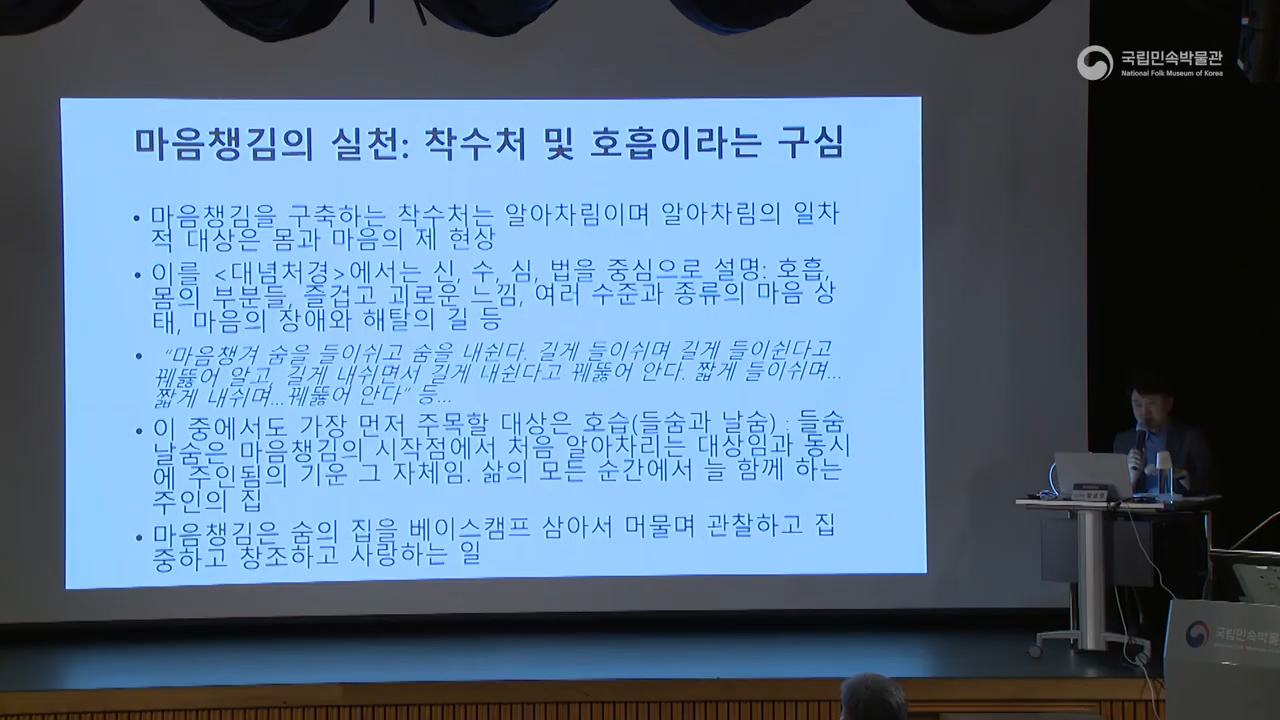 국립민속박물관
National Folk Museum of Korea
마음챙김의 실천: 착수처 및 호흡이라는 구심
• 마음챙김을 구축하는 착수처는 알아차림이며 알아차림의 일차
적 대상은 몸과 마음의 제 현상
• 이를 <대념처경>에서는 신, 수, 심, 법을 중심으로 설명: 호흡,
몸의 부분들, 즐겁고 괴로운 느낌, 여러 수준과 종류의 마음 상
태, 마음의 장애와 해탈의 길 등
• “마음챙겨 숨을 들이쉬고 숨을 내쉰다. 길게 들이쉬며 길게 들이쉰다고
꿰뚫어 알고, 길게 내쉬면서 길게 내쉰다고 꿰뚫어 안다. 짧게 들이쉬며...
짧게 내쉬며...꿰뚫어 안다” 등...
• 이 중에서도 가장 먼저 주목할 대상은 호습(들숨과 날숨) : 들숨
날숨은 마음챙김의 시작점에서 처음 알아차리는 대상임과 동시
에 주인됨의 기운 그 자체임. 삶의 모든 순간에서 늘 함께 하는
주인의 집
• 마음챙김은 숨의 집을 베이스캠프 삼아서 머물며 관찰하고 집
중하고 창조하고 사랑하는 일
국립민속박물관